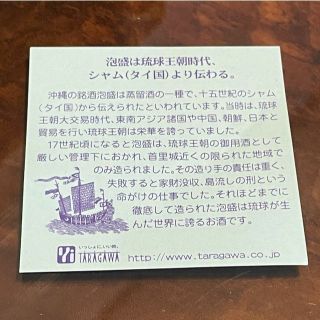 泡盛は琉球王朝時代、
シャム(タイ国)より伝わる。
沖縄の銘酒泡盛は蒸留酒の一種で、十五世紀のシャム
(タイ国)から伝えられたといわれています。当時は、琉球
王朝大交易時代、東南アジア諸国や中国、朝鮮、日本と
貿易を行い琉球王朝は栄華を誇っていました。
17世紀頃になると泡盛は、琉球王朝の御用酒として
厳しい管理下におかれ、首里城近くの限られた地域で
のみ造られました。その造り手の責任は重く、
失敗すると家財没収、島流しの刑という
命がけの仕事でした。それほどまでに
徹底して造られた泡盛は琉球が生
んだ世界に誇るお酒です。
いっしょに、いい時。
TARAGAWA http://www.taragawa.co.jp